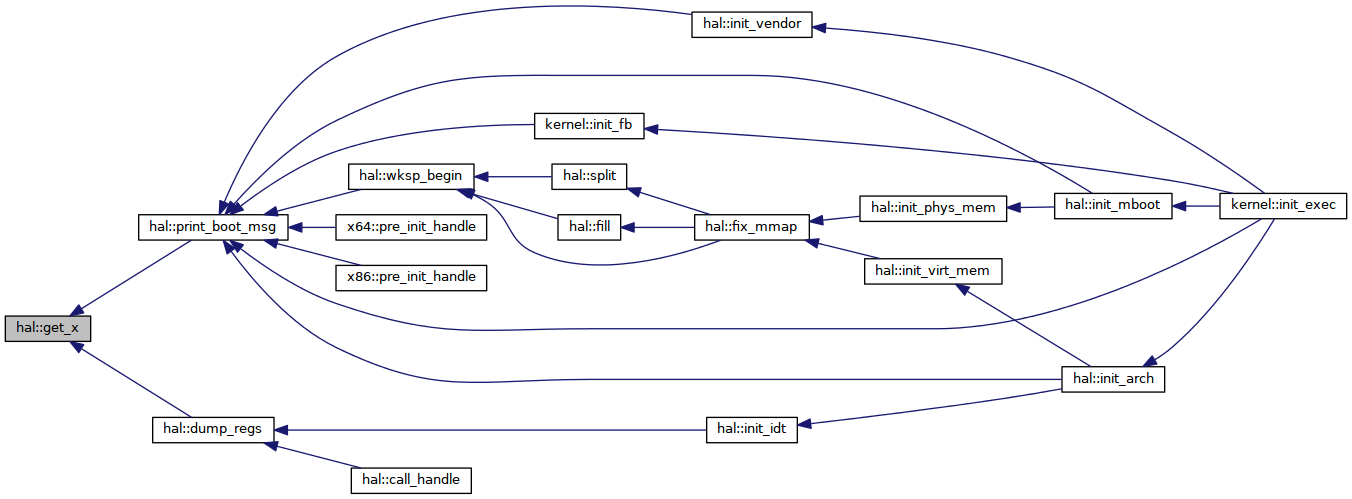 hal::init_vendor
kernel::init_fb
hal::wksp_begin
hal::split
hal::init_phys_mem
hal::init_mboot
kernel::init_exec
hal::print_boot_msg
x64::pre_init_handle
hal::fill
hal::fix_mmap
x86::pre_init_handle
hal::init_virt_mem
hal::get_x
hal::init_arch
hal::dump_regs
hal::init_idt
hal::call_handle